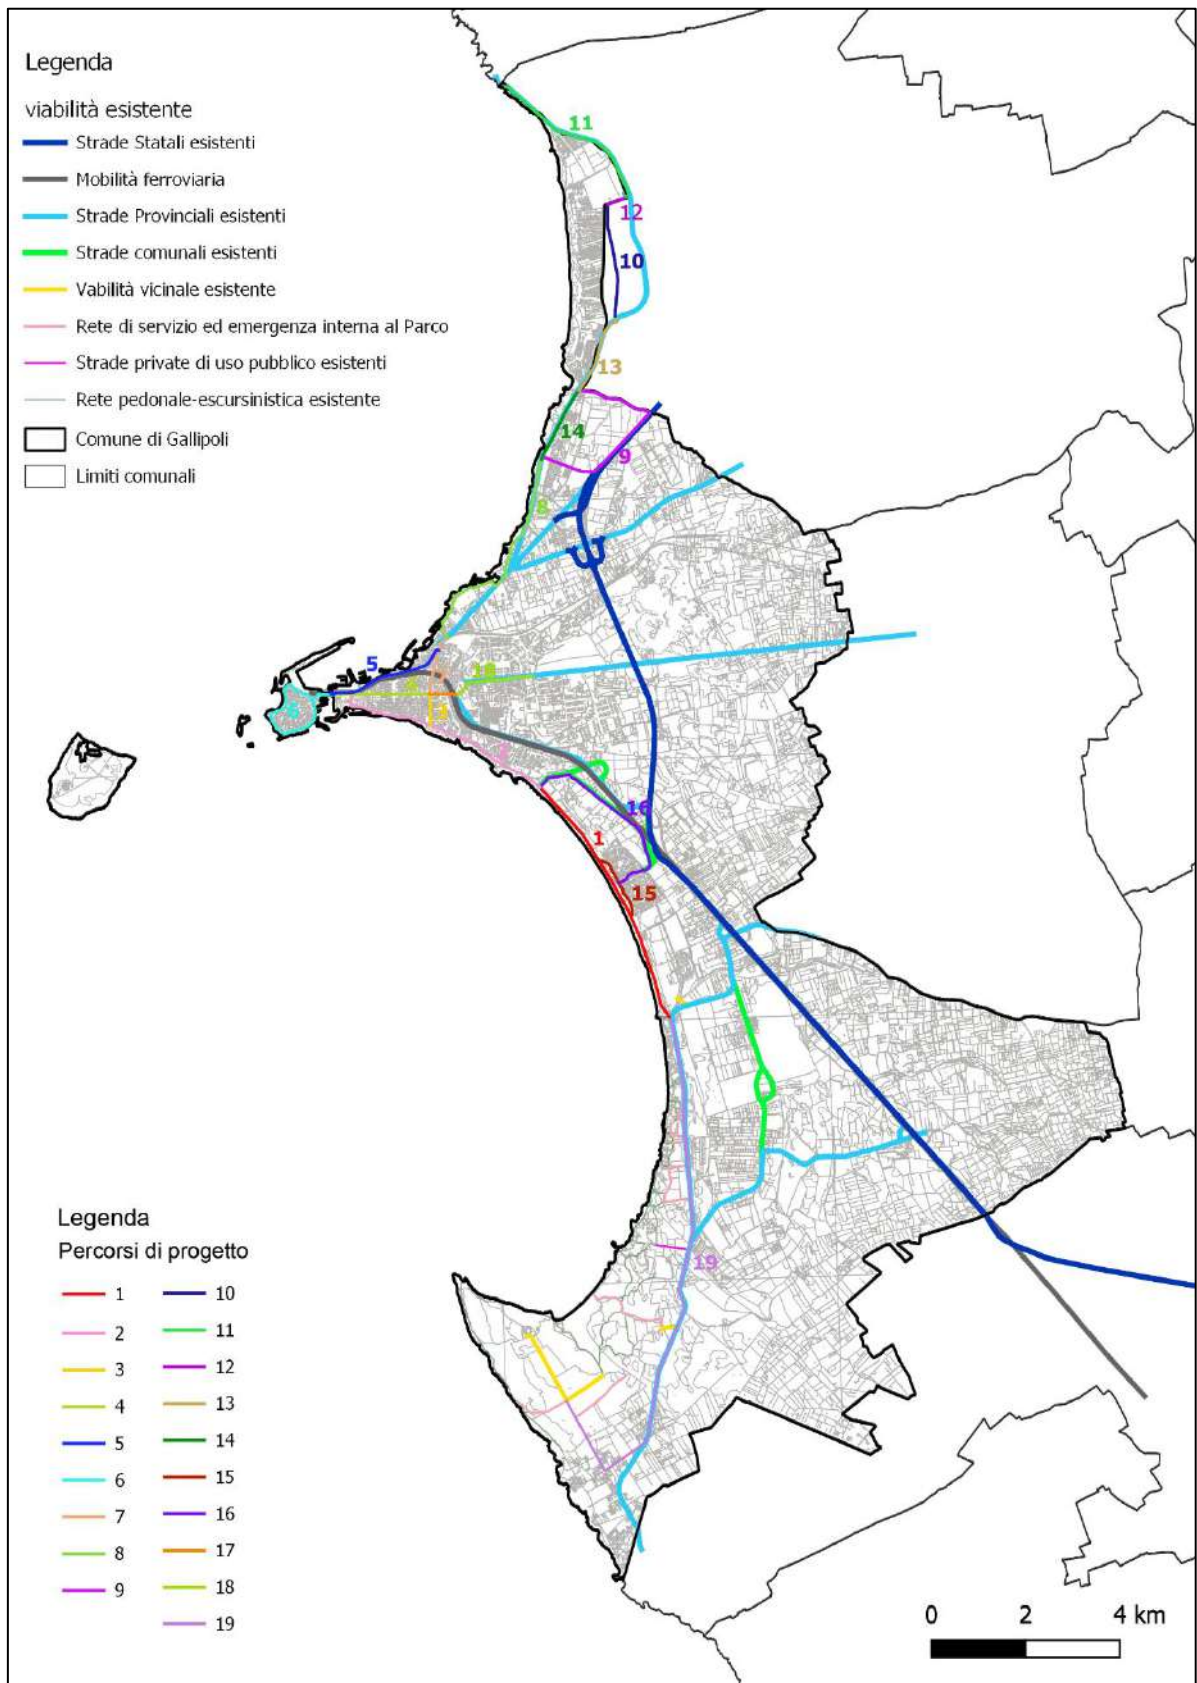 Legenda
viabilità esistente
Strade Statali esistenti
Mobilità ferroviaria
Strade Provinciali esistenti
Strade comunali esistenti
Vabilità vicinale esistente
Rete di servizio ed emergenza interna al Parco
Strade private di uso pubblico esistenti
Rete pedonale-escursinistica esistente
Comune di Gallipoli
Limiti comunali
11
12
10
13
14
9
8
5
18
4
6
3
2
16
1
15
19
Legenda
Percorsi di progetto
1 10
2 11
3 12
4 13
5 14
6 15
7 16
8 17
9 18
19
0 2 4 km